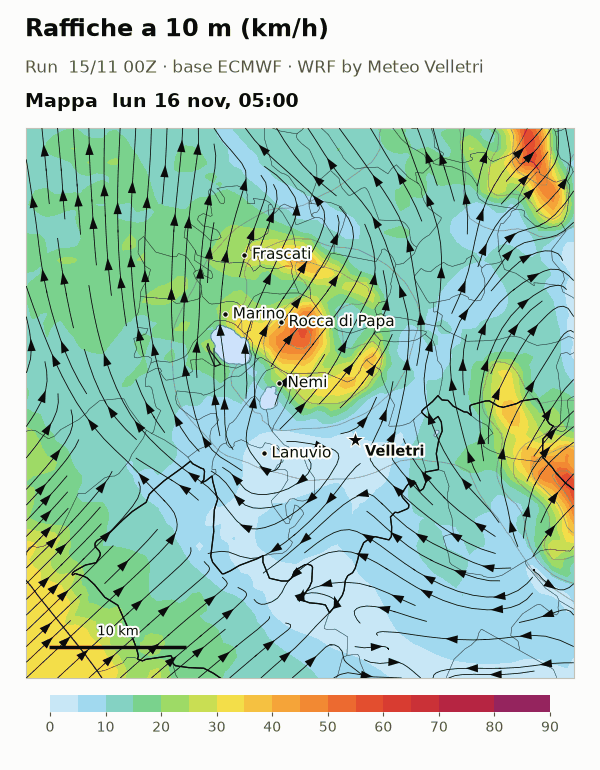 Raffiche a 10 m (km/h)
Run  15/11 00Z · base ECMWF · WRF by Meteo Velletri
Mappa  lun 16 nov, 05:00
Frascati
Marino
Rocca di Papa
Nemi
Velletri
Lanuvio
10 km
0 10 20 30 40 50 60 70 80 90